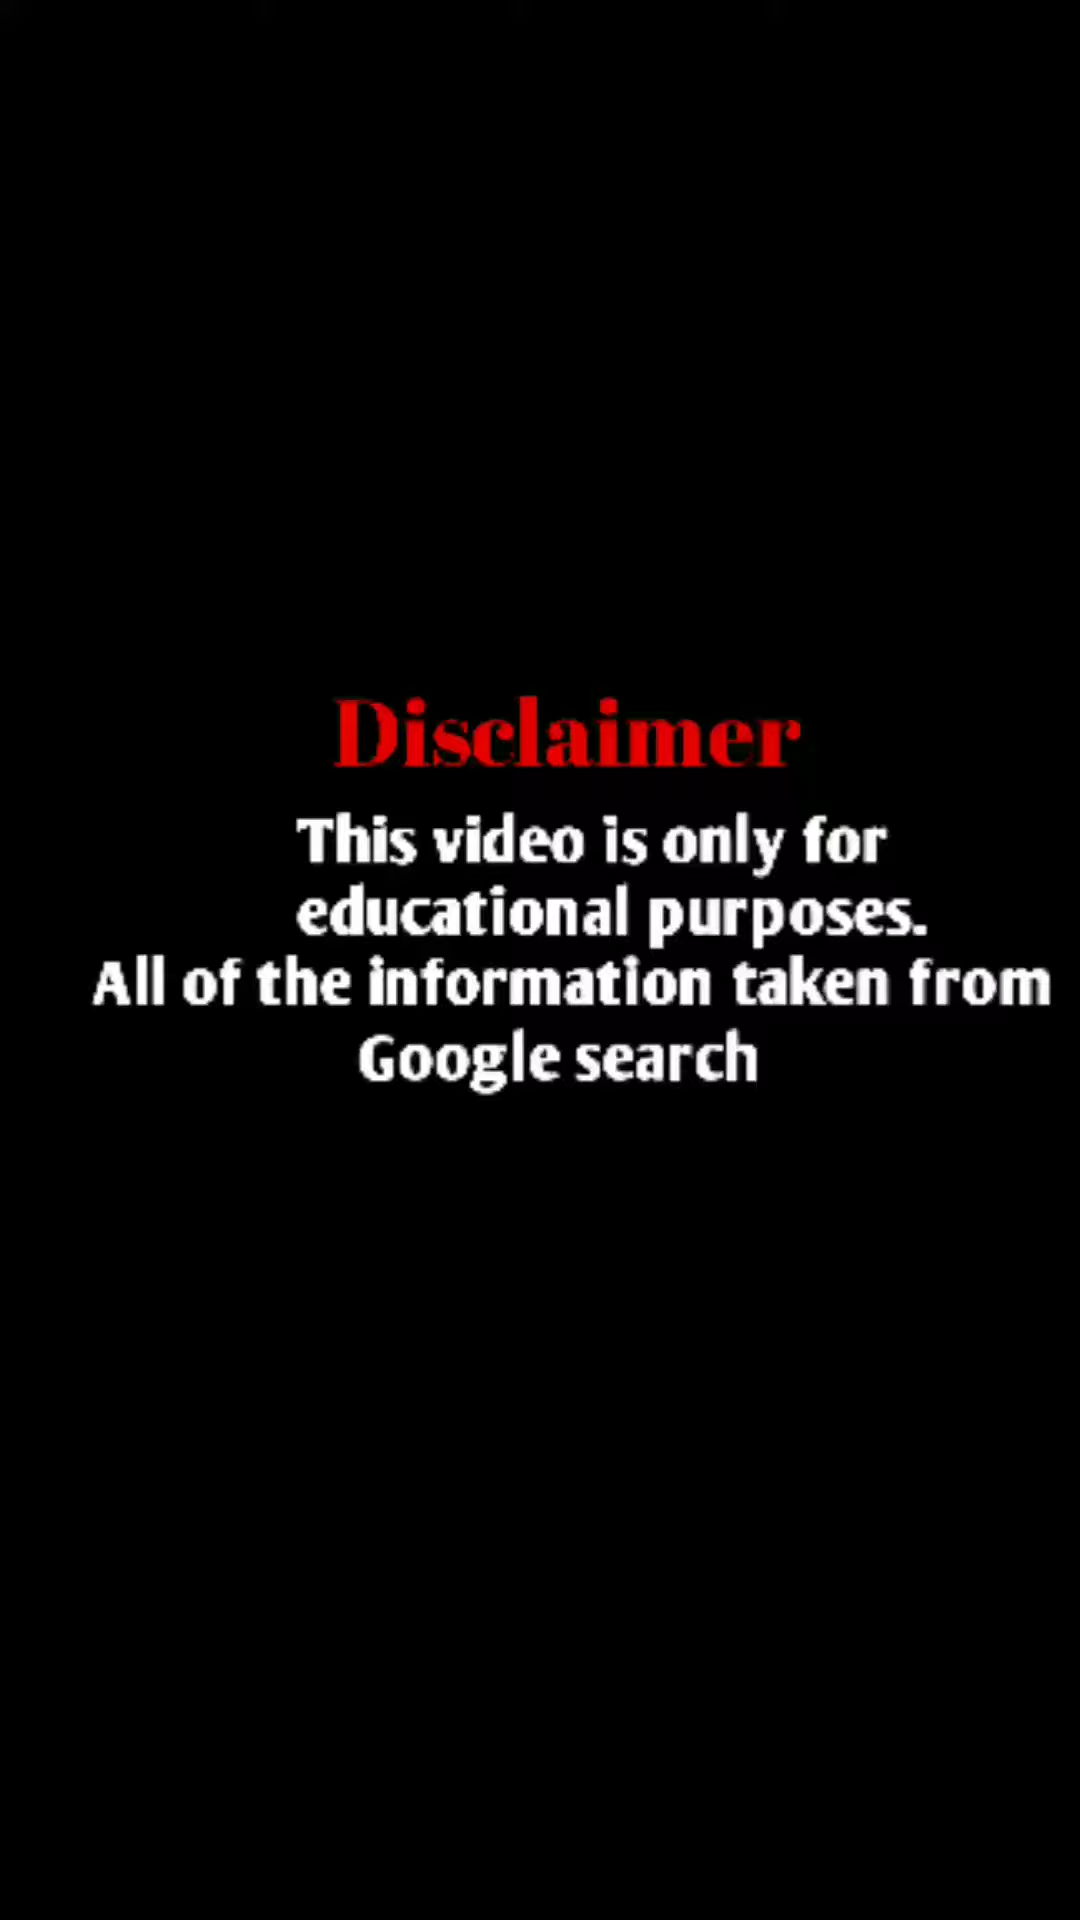 Disclaimer
This video is only for
educational purposes.
All of the information taken from
Google search